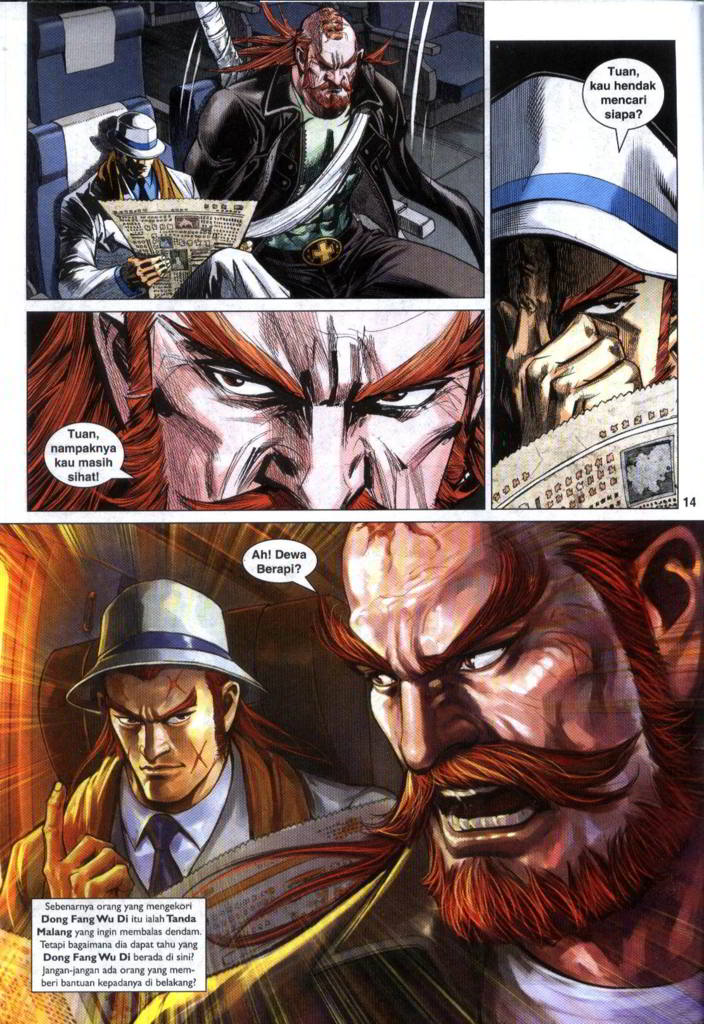 Tuan,
kau hendak
mencari
siapa?
Tuan,
nampaknya
kau masih
sihat!
14
Ah! Dewa
Berapi?
Sebenarnya orang yang mengekori
Dong Fang Wu Di itu ialah Tanda
Malang yang ingin membalas dendam.
Tetapi bagaimana dia dapat tahu yang
Dong Fang Wu Di berada di sini?
Jangan-jangan ada orang yang mem-
beri bantuan kepadanya di belakang?